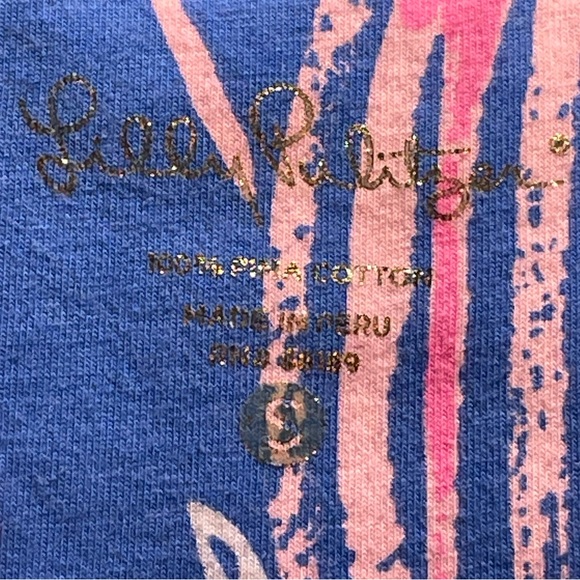 Lilly Pulitzer®
100% PIMA COTTON
MADE IN PERU
S